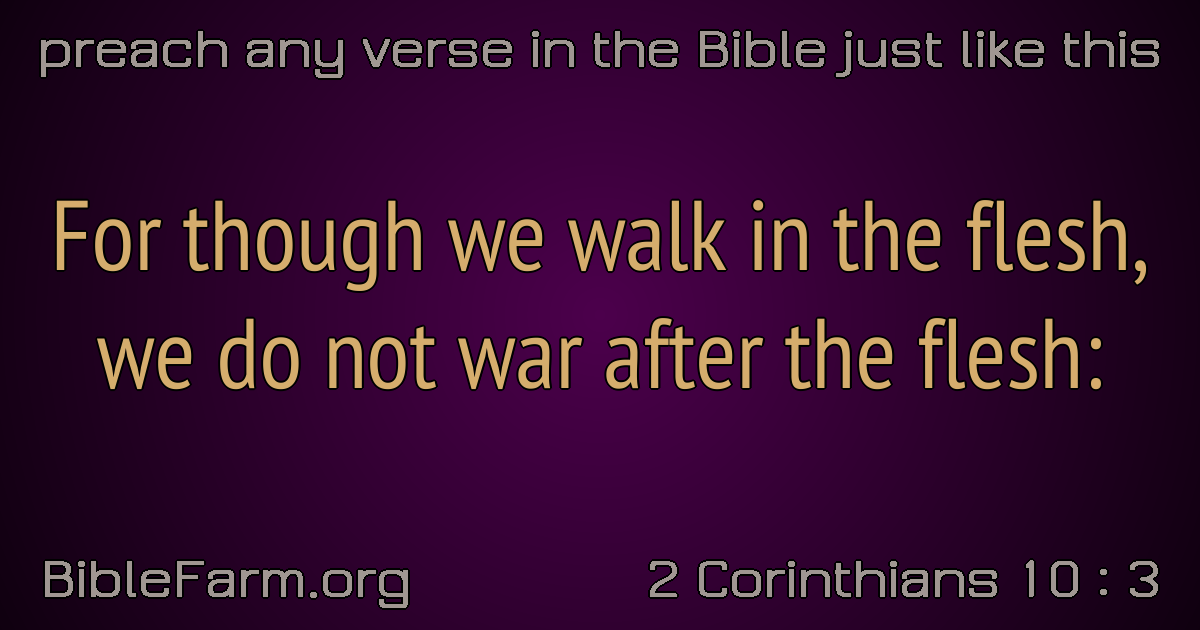 preach any verse in the Bible just like this
For though we walk in the flesh,
we do not war after the flesh:
BibleFarm.org
2 Corinthians 10 : 3